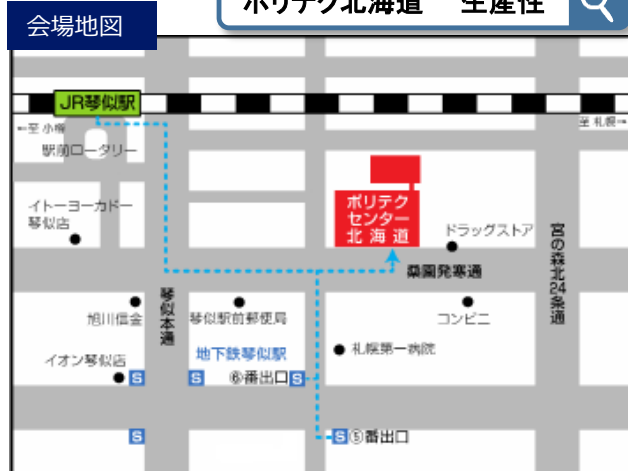 ポリテク北海道 生産性
会場地図
JR琴似駅
←至 小樽
至 札幌→
駅前ロータリー
イトーヨーカドー
琴似店
ポリテク
センター
北海道
ドラッグストア
宮の森北24条通
桑園発寒通
琴似本通
旭川信金
琴似駅前郵便局
コンビニ
地下鉄琴似駅
札幌第一病院
イオン琴似店
S
S
⑥番出口
S
S
S
⑤番出口